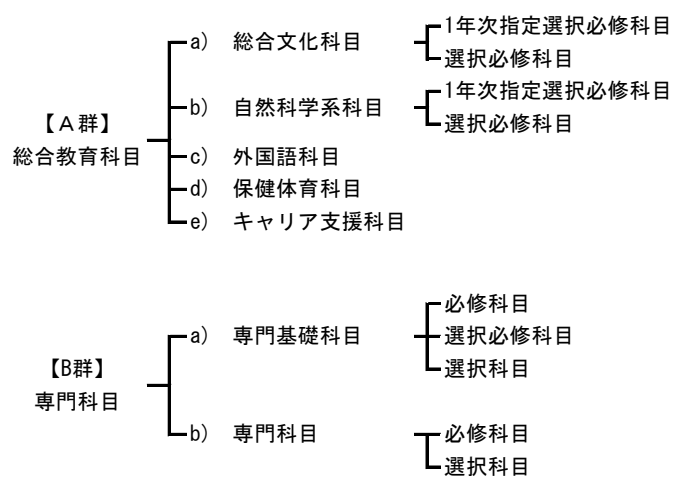 【Ａ群】
総合教育科目
a) 総合文化科目
1年次指定選択必修科目
選択必修科目
b) 自然科学系科目
1年次指定選択必修科目
選択必修科目
c) 外国語科目
d) 保健体育科目
e) キャリア支援科目
【B群】
専門科目
a) 専門基礎科目
必修科目
選択必修科目
選択科目
b) 専門科目
必修科目
選択科目